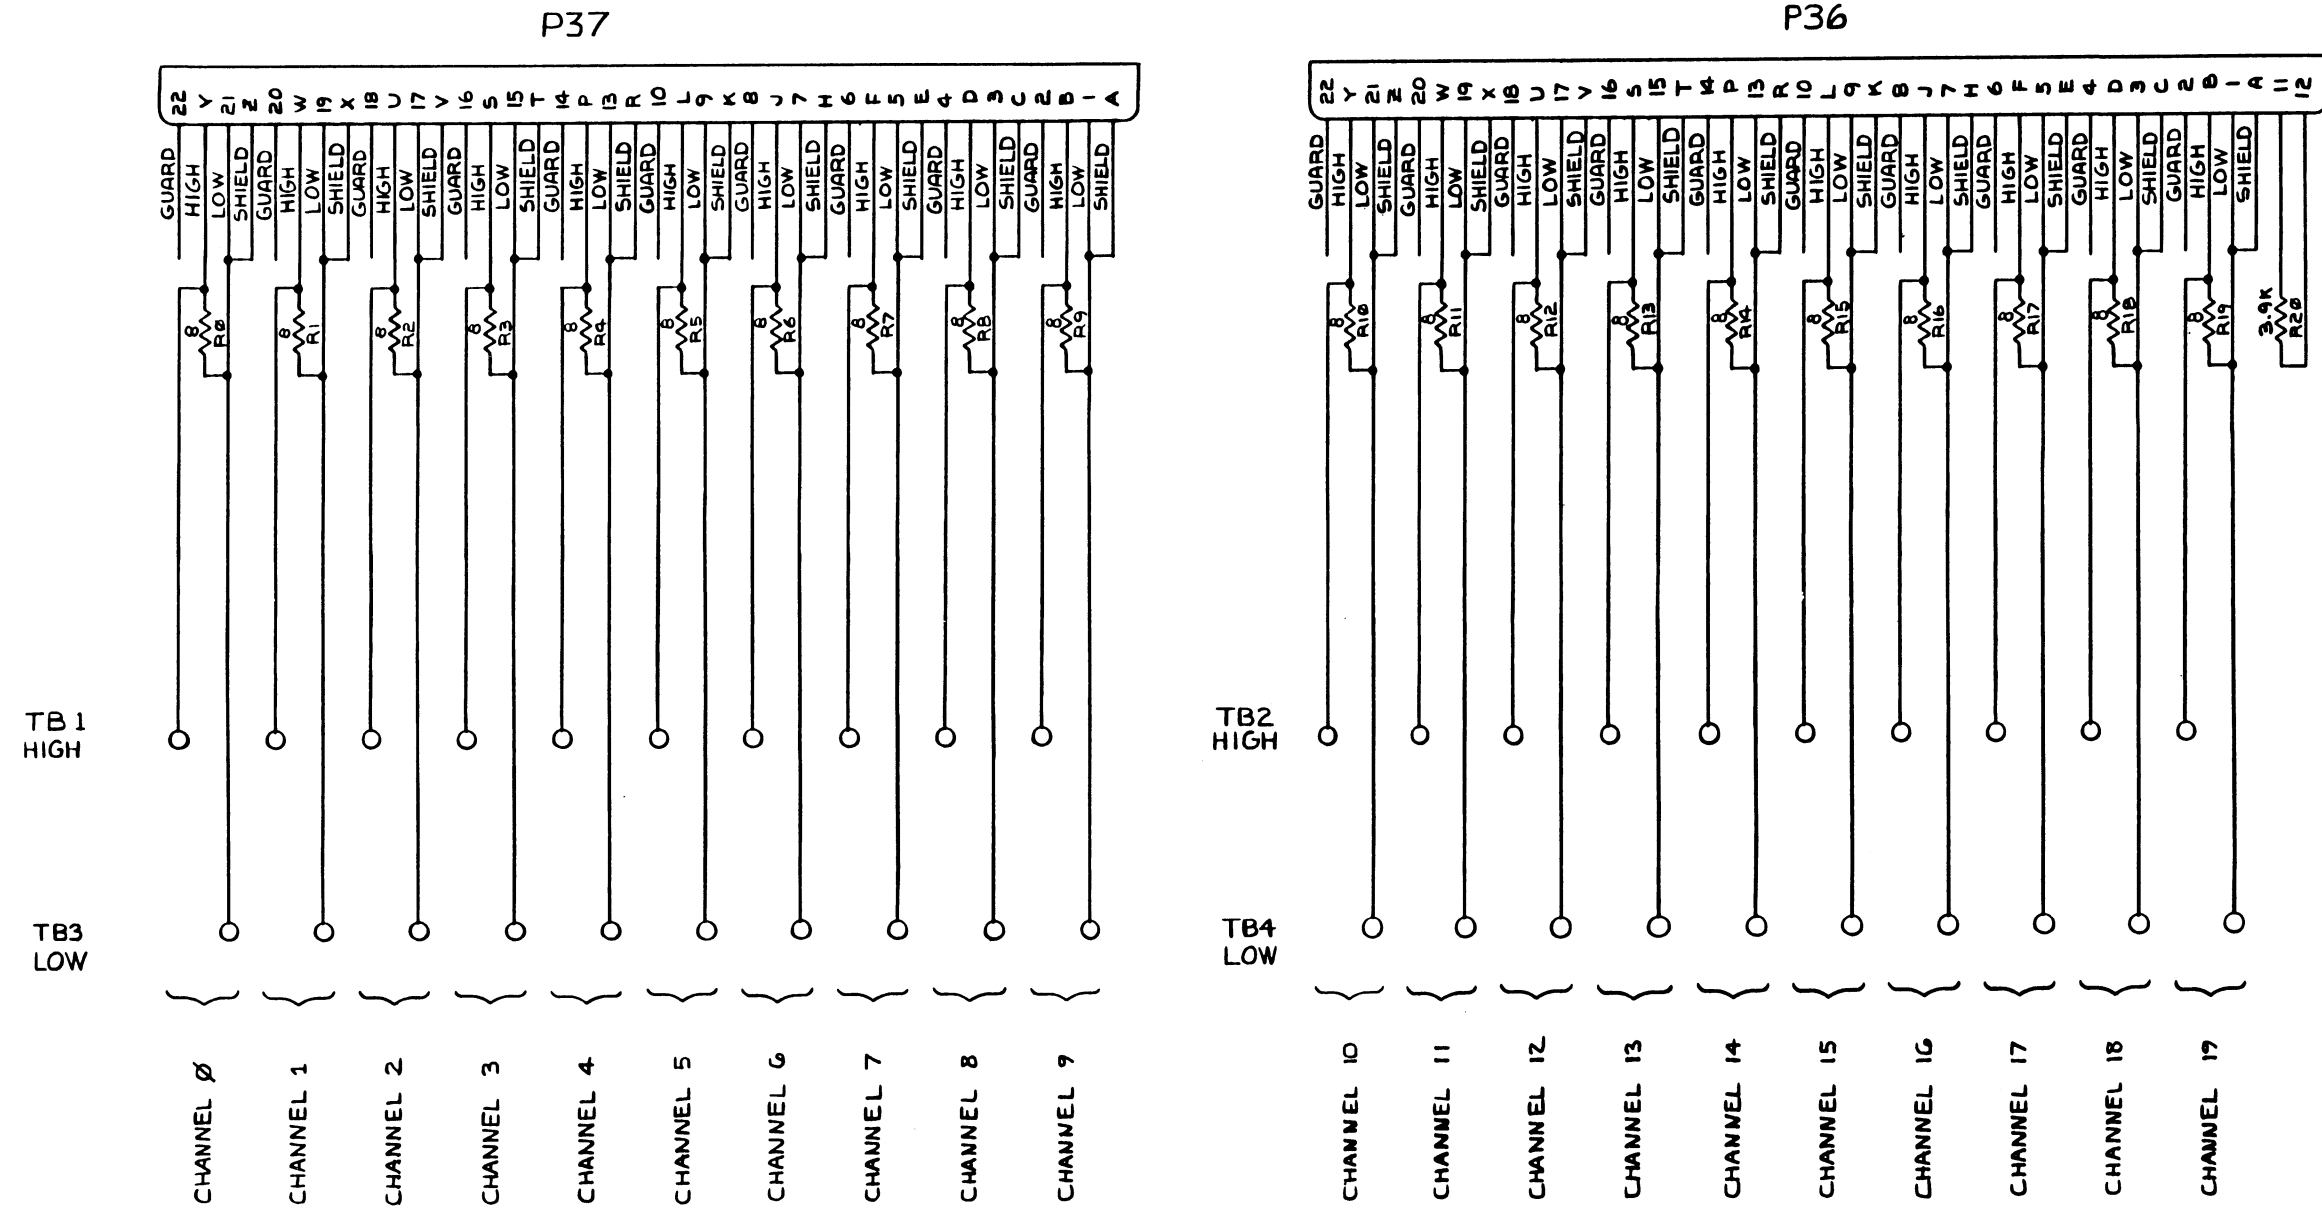 P37
22 Y 21 Z 20 W 19 X 18 U 17 V 16 S 15 T 14 P 13 R 10 L 9 K 8 J 7 H 6 F 5 E 4 D 3 C 2 B 1 A
GUARD HIGH LOW SHIELD GUARD HIGH LOW SHIELD GUARD HIGH LOW SHIELD GUARD HIGH LOW SHIELD GUARD HIGH LOW SHIELD GUARD HIGH LOW SHIELD GUARD HIGH LOW SHIELD GUARD HIGH LOW SHIELD GUARD HIGH LOW SHIELD GUARD HIGH LOW SHIELD
8 RØ 8 R1 8 R2 8 R3 8 R4 8 R5 8 R6 8 R7 8 R8 8 R9
TB1
HIGH
TB3
LOW
CHANNEL Ø
CHANNEL 1
CHANNEL 2
CHANNEL 3
CHANNEL 4
CHANNEL 5
CHANNEL 6
CHANNEL 7
CHANNEL 8
CHANNEL 9
P36
22 Y 21 Z 20 W 19 X 18 U 17 V 16 S 15 T 14 P 13 R 10 L 9 K 8 J 7 H 6 F 5 E 4 D 3 C 2 B 1 A 11 12
GUARD HIGH LOW SHIELD GUARD HIGH LOW SHIELD GUARD HIGH LOW SHIELD GUARD HIGH LOW SHIELD GUARD HIGH LOW SHIELD GUARD HIGH LOW SHIELD GUARD HIGH LOW SHIELD GUARD HIGH LOW SHIELD GUARD HIGH LOW SHIELD GUARD HIGH LOW SHIELD
8 R1Ø 8 R11 8 R12 8 R13 8 R14 8 R15 8 R16 8 R17 8 R18 8 R19 3.9K R2Ø
TB2
HIGH
TB4
LOW
CHANNEL 10
CHANNEL 11
CHANNEL 12
CHANNEL 13
CHANNEL 14
CHANNEL 15
CHANNEL 16
CHANNEL 17
CHANNEL 18
CHANNEL 19